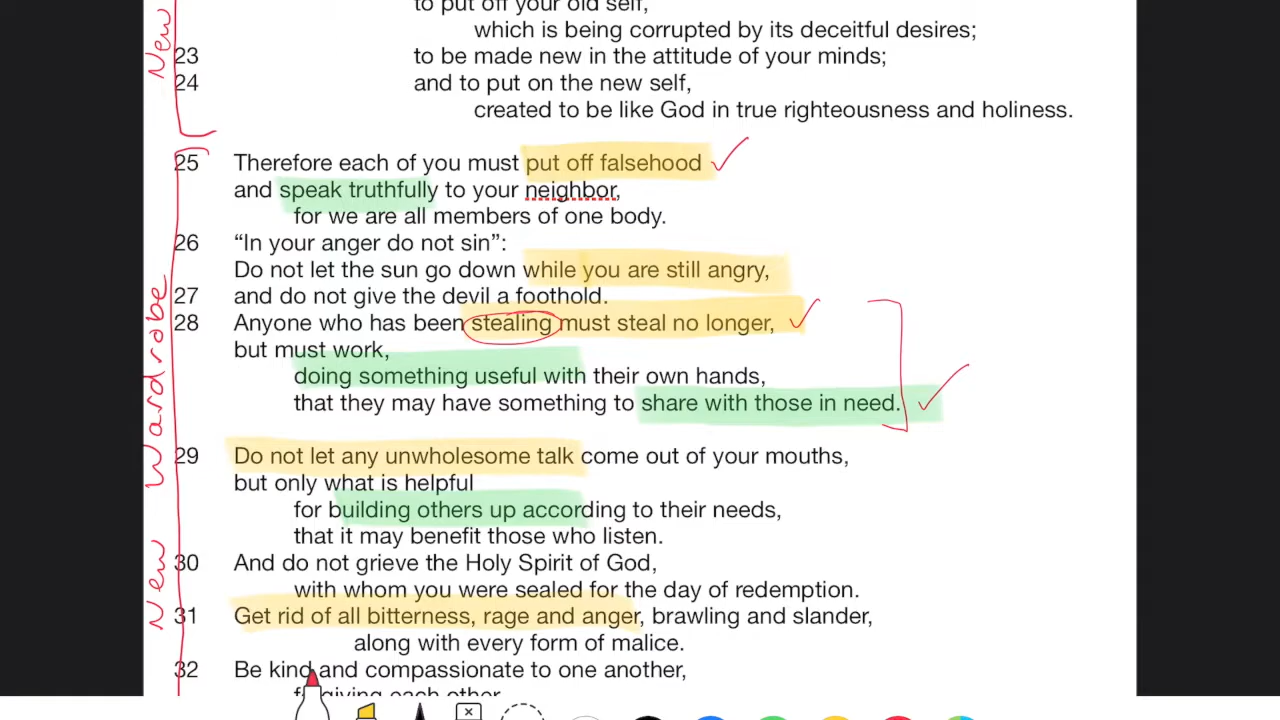 to put off your old self,
which is being corrupted by its deceitful desires;
23 to be made new in the attitude of your minds;
24 and to put on the new self,
created to be like God in true righteousness and holiness.
25 Therefore each of you must put off falsehood
and speak truthfully to your neighbor,
for we are all members of one body.
26 “In your anger do not sin”:
Do not let the sun go down while you are still angry,
27 and do not give the devil a foothold.
28 Anyone who has been stealing must steal no longer,
but must work,
doing something useful with their own hands,
that they may have something to share with those in need.
29 Do not let any unwholesome talk come out of your mouths,
but only what is helpful
for building others up according to their needs,
that it may benefit those who listen.
30 And do not grieve the Holy Spirit of God,
with whom you were sealed for the day of redemption.
31 Get rid of all bitterness, rage and anger, brawling and slander,
along with every form of malice.
32 Be kind and compassionate to one another,
forgiving each other
New
New Wardrobe